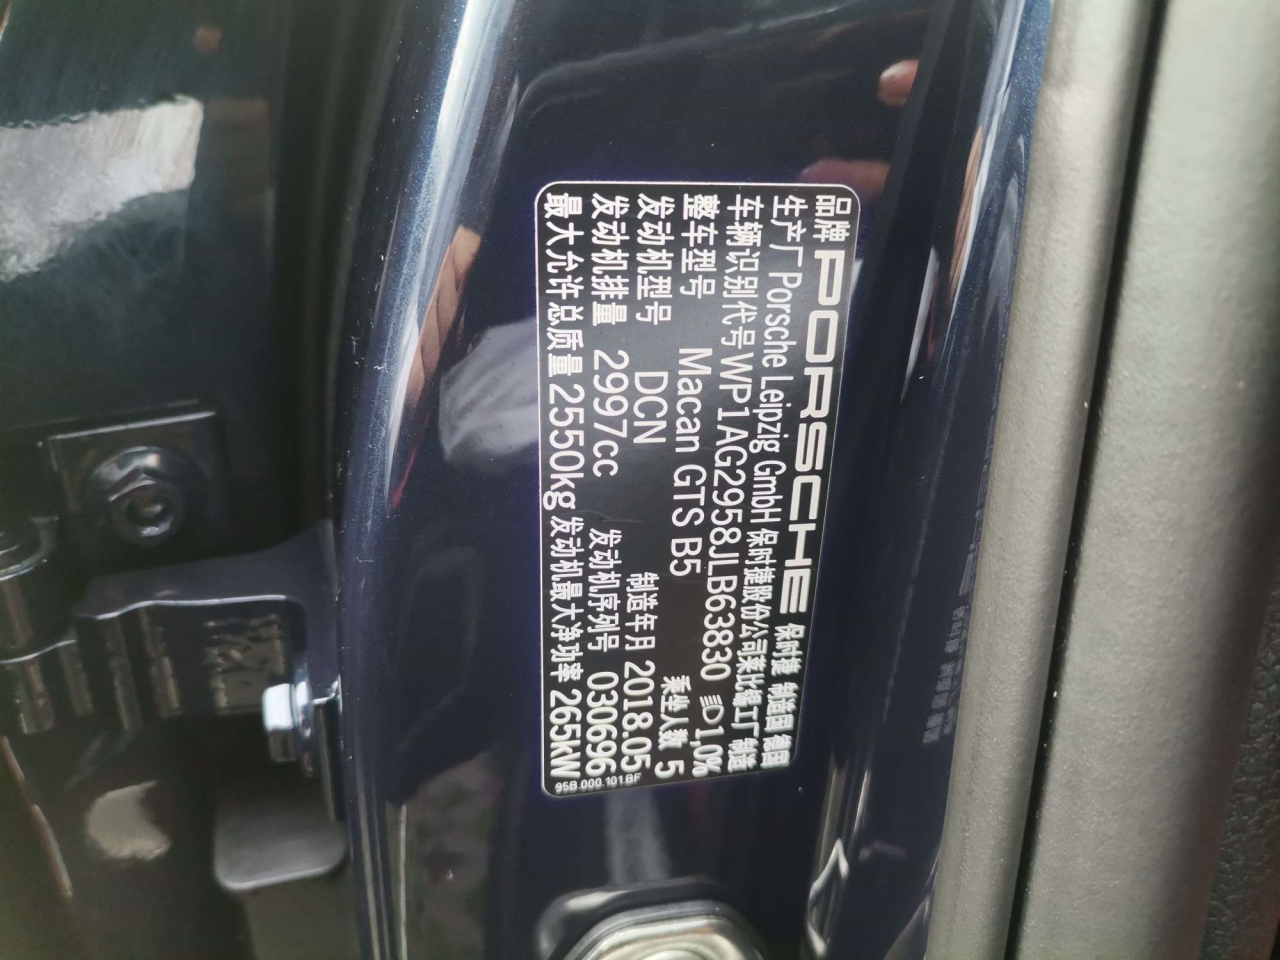 品牌 PORSCHE 保时捷 制造国 德国
生产厂 Porsche Leipzig GmbH 保时捷股份公司莱比锡工厂 制造
车辆识别代号 WP1AG2958JLB63830 1,0%
整车型号 Macan GTS B5 乘坐人数 5
发动机型号 DCN 制造年月 2018.05
发动机排量 2997cc 发动机序列号 030696
最大允许总质量 2550kg 发动机最大净功率 265kW
95B.000.101.BF